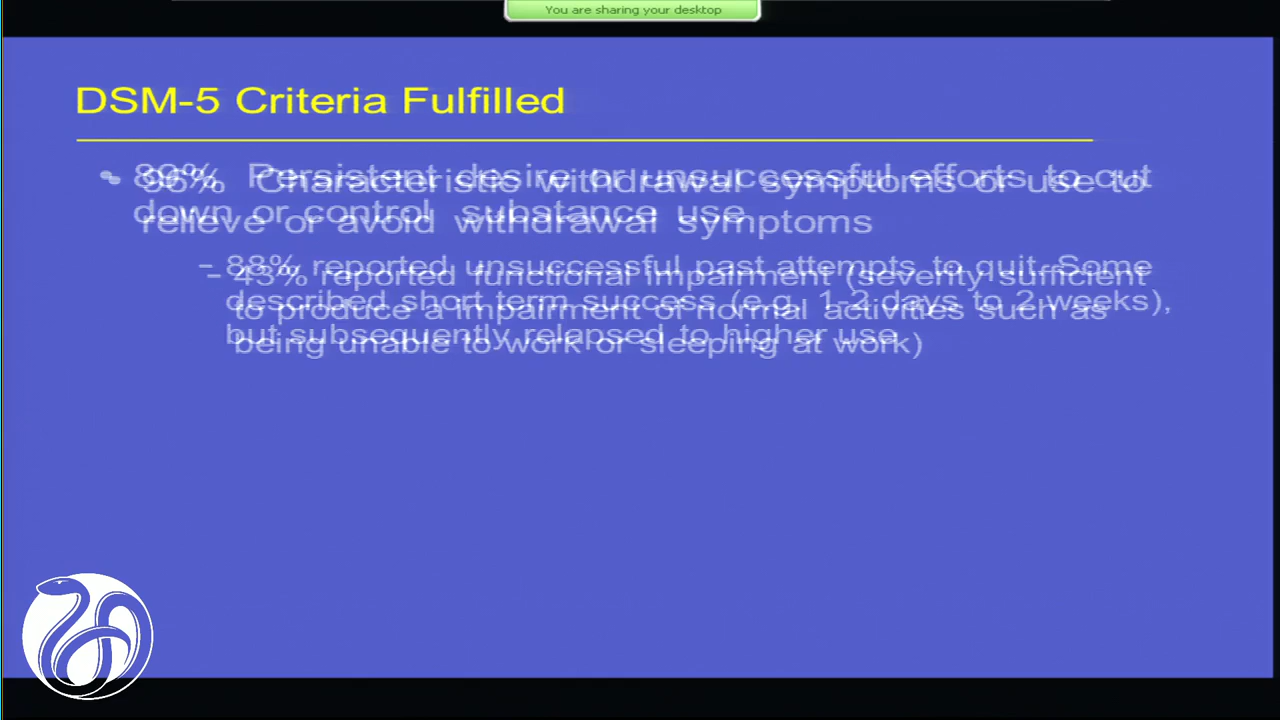 You are sharing your desktop
DSM-5 Criteria Fulfilled
89% Persistent desire or unsuccessful efforts to cut
down or control substance use
– 88% reported unsuccessful past attempts to quit. Some
described short term success (e.g. 1-2 days to 2 weeks),
but subsequently relapsed to higher use
96% Characteristic withdrawal symptoms or use to
relieve or avoid withdrawal symptoms
– 43% reported functional impairment (severity sufficient
to produce a impairment of normal activities such as
being unable to work or sleeping at work)